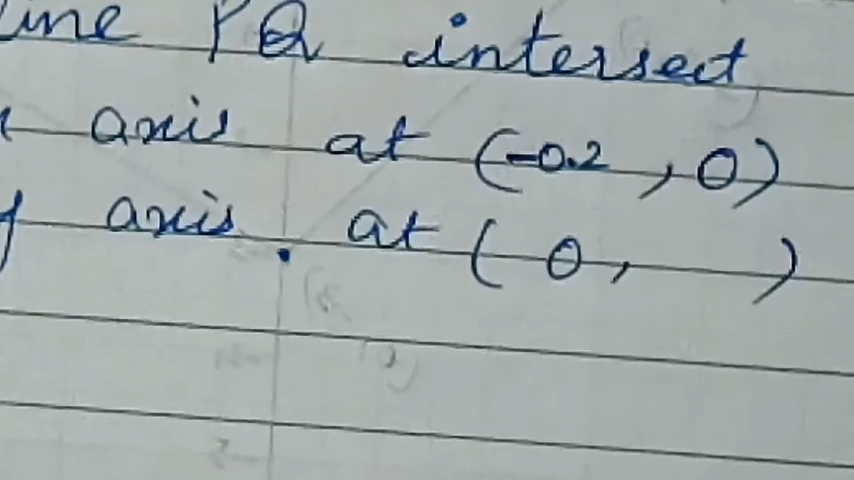 line PQ intersect
x axis at (-0.2, 0)
y axis. at (0, )